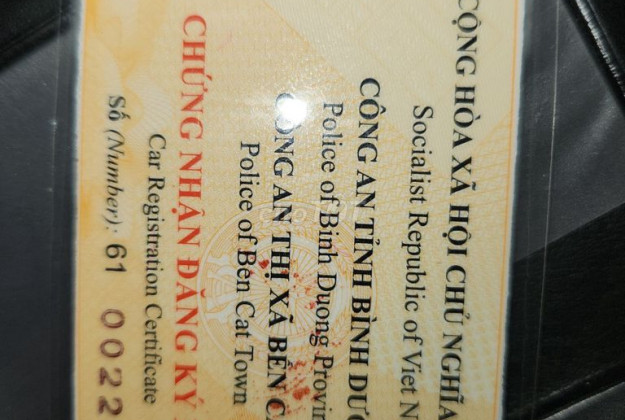 CỘNG HÒA XÃ HỘI CHỦ NGHĨA
Socialist Republic of Viet N
CÔNG AN TỈNH BÌNH DƯƠ
Police of Binh Duong Provin
CÔNG AN THỊ XÃ BẾN C
Police of Bến Cat Town
CHỨNG NHẬN ĐĂNG KÝ
Car Registration Certificate
Số (Number): 61 0022